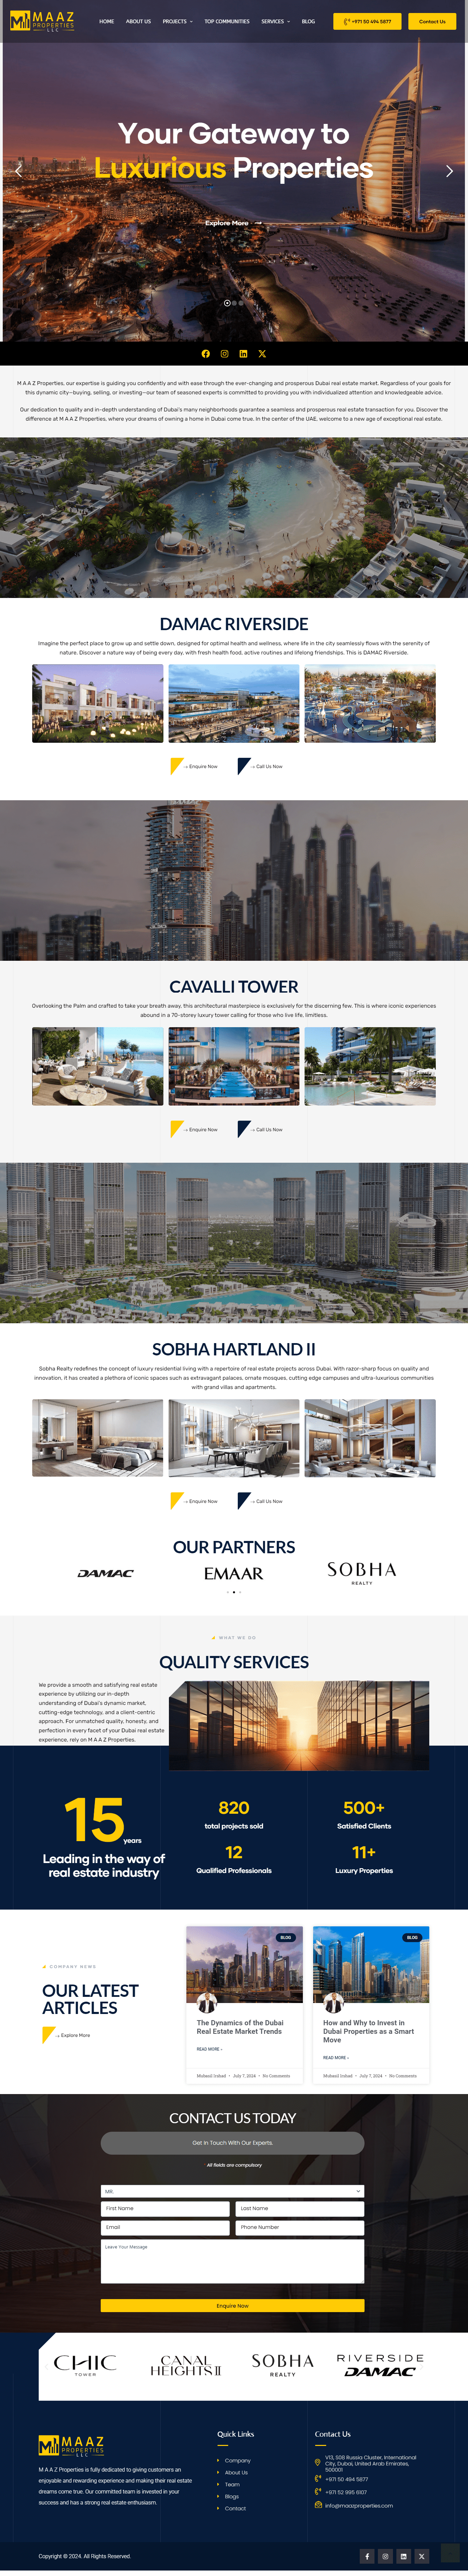 MAAZ
PROPERTIES
LLC
HOME
ABOUT US
PROJECTS
TOP COMMUNITIES
SERVICES
BLOG
+971 50 494 5877
Contact Us
Your Gateway to
Luxurious Properties
Explore More
M A A Z Properties, our expertise is guiding you confidently and with ease through the ever-changing and prosperous Dubai real estate market. Regardless of your goals for
this dynamic city—buying, selling, or investing—our team of seasoned experts is committed to providing you with individualized attention and knowledgeable advice.
Our dedication to quality and in-depth understanding of Dubai's many neighborhoods guarantees a seamless and prosperous real estate transaction for you. Discover the
difference at M A A Z Properties, where your dreams of owning a home in Dubai come true. In the center of the UAE, welcome to a new age of exceptional real estate.
DAMAC RIVERSIDE
Imagine the perfect place to grow up and settle down, designed for optimal health and wellness, where life in the city seamlessly flows with the serenity of
nature. Discover a new way of being every day, with fresh health food, active routines and lifelong friendships. This is DAMAC Riverside.
→ Enquire Now
→ Call Us Now
DAMAC
CAVALLI TOWER
Overlooking the Palm and crafted to take your breath away, this architectural masterpiece is exclusively for the discerning few. This is where iconic experiences
abound in a 70-storey luxury tower calling for those who live life, limitless.
→ Enquire Now
→ Call Us Now
SOBHA HARTLAND II
Sobha Realty redefines the concept of luxury residential living with a repertoire of real estate projects across Dubai. With razor-sharp focus on quality and
innovation, it has created a plethora of iconic spaces such as extravagant palaces, ornate mosques, cutting edge campuses and ultra-luxurious communities
with grand villas and apartments.
→ Enquire Now
→ Call Us Now
OUR PARTNERS
DAMAC
EMAAR
SOBHA
REALTY
WHAT WE DO
QUALITY SERVICES
We provide a smooth and satisfying real estate
experience by utilizing our in-depth
understanding of Dubai's dynamic market,
cutting-edge technology, and a client-centric
approach. For unmatched quality, honesty, and
perfection in every facet of your Dubai real estate
experience, rely on M A A Z Properties.
15 years
Leading in the way of
real estate industry
820
total projects sold
500+
Satisfied Clients
12
Qualified Professionals
11+
Luxury Properties
COMPANY NEWS
OUR LATEST
ARTICLES
→ Explore More
BLOG
The Dynamics of the Dubai
Real Estate Market Trends
READ MORE »
Mubasil Irshad • July 7, 2024 • No Comments
BLOG
How and Why to Invest in
Dubai Properties as a Smart
Move
READ MORE »
Mubasil Irshad • July 7, 2024 • No Comments
CONTACT US TODAY
Get In Touch With Our Experts.
All fields are compulsory
MR.
First Name
Last Name
Email
Phone Number
Leave Your Message
Enquire Now
CHIC
TOWER
CANAL
HEIGHTS II
SOBHA
REALTY
RIVERSIDE
DAMAC
MAAZ
PROPERTIES
LLC
M A A Z Properties is fully dedicated to giving customers an
enjoyable and rewarding experience and making their real estate
dreams come true. Our commitment is invested in your
success and has a strong real estate enthusiasm.
Quick Links
Company
About Us
Team
Blogs
Contact
Contact Us
V13, S08 Russia Cluster, International
City, Dubai, United Arab Emirates,
500001
+971 50 494 5877
+971 52 985 6107
info@maazproperties.com
Copyright © 2024. All Rights Reserved.